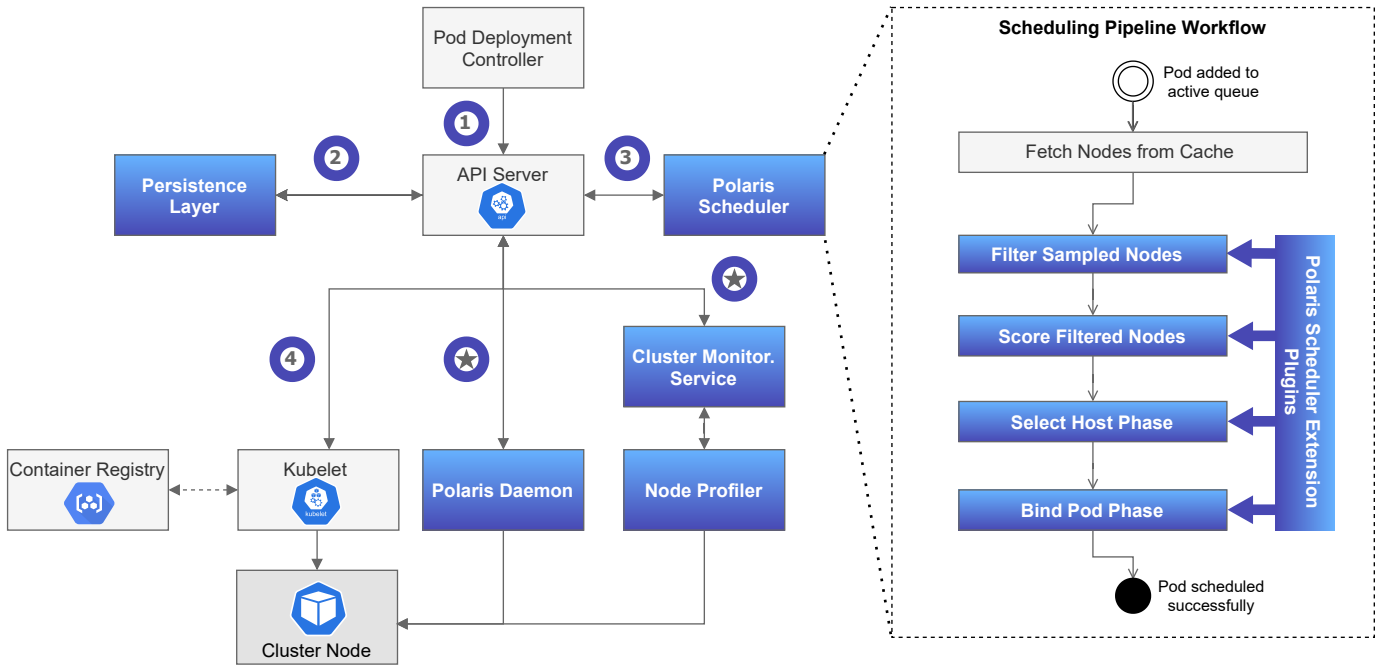 Pod Deployment
Controller
1
2
3
API Server
api
Persistence
Layer
Polaris
Scheduler
4
Cluster Monitor.
Service
Container Registry
Kubelet
kubelet
Polaris Daemon
Node Profiler
Cluster Node
Scheduling Pipeline Workflow
Pod added to
active queue
Fetch Nodes from Cache
Filter Sampled Nodes
Score Filtered Nodes
Select Host Phase
Bind Pod Phase
Polaris Scheduler Extension
Plugins
Pod scheduled
successfully